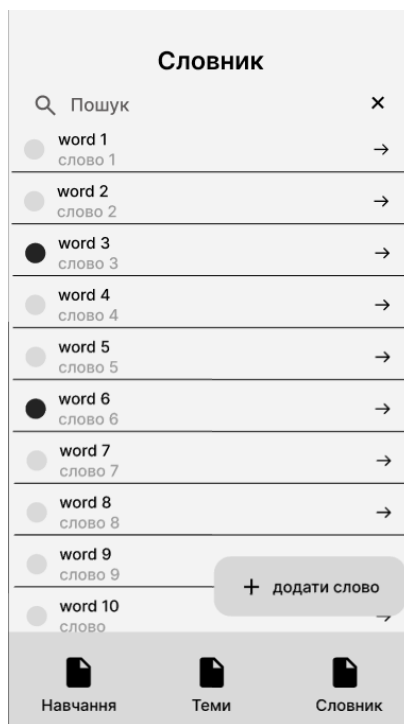 Словник
Пошук
word 1
слово 1
word 2
слово 2
word 3
слово 3
word 4
слово 4
word 5
слово 5
word 6
слово 6
word 7
слово 7
word 8
слово 8
word 9
слово 9
+ додати слово
word 10
слово
Навчання Теми Словник